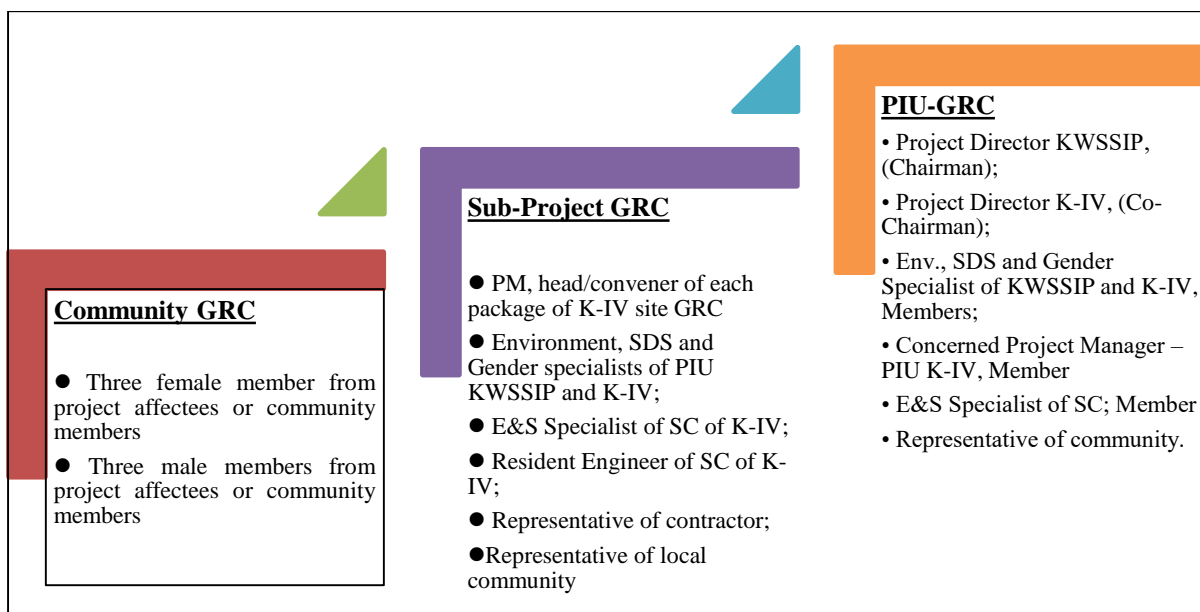 Community GRC
● Three female member from
project affectees or community
members
● Three male members from
project affectees or community
members
Sub-Project GRC
● PM, head/convener of each
package of K-IV site GRC
● Environment, SDS and
Gender specialists of PIU
KWSSIP and K-IV;
● E&S Specialist of SC of K-IV;
● Resident Engineer of SC of K-
IV;
● Representative of contractor;
●Representative of local
community
PIU-GRC
• Project Director KWSSIP,
(Chairman);
• Project Director K-IV, (Co-
Chairman);
• Env., SDS and Gender
Specialist of KWSSIP and K-IV,
Members;
• Concerned Project Manager –
PIU K-IV, Member
• E&S Specialist of SC; Member
• Representative of community.